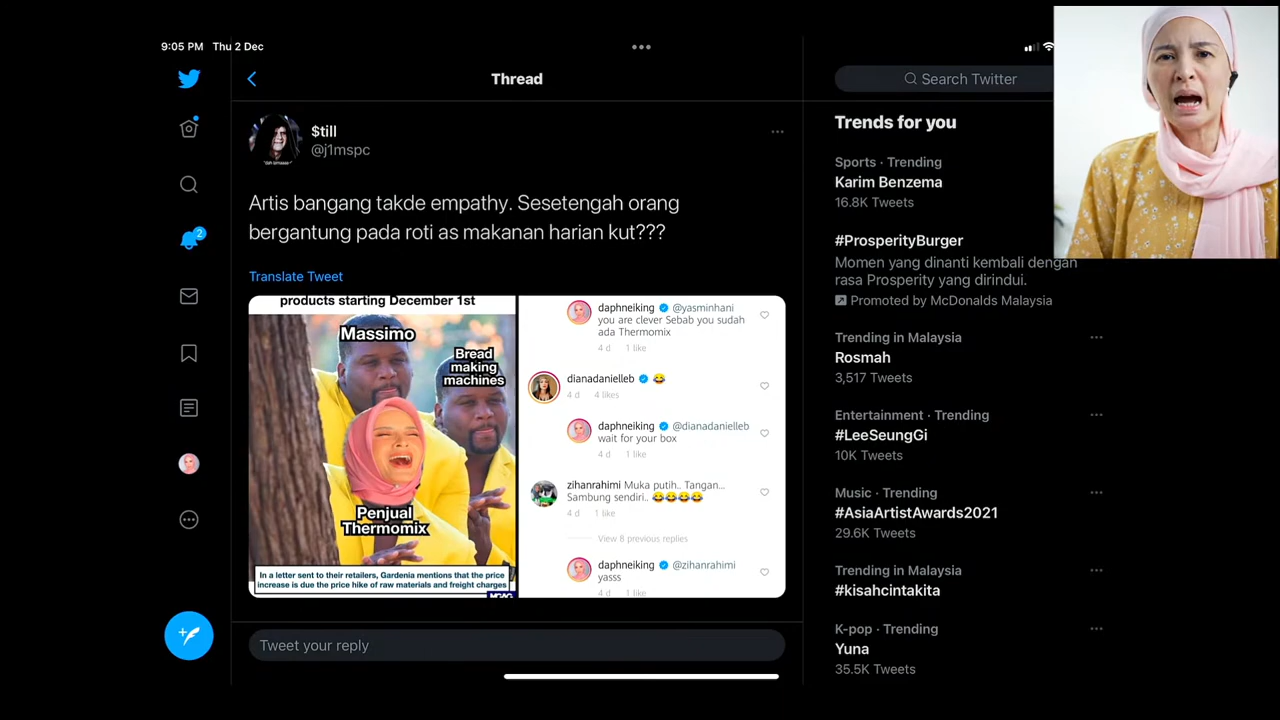 9:05 PM Thu 2 Dec
Thread
Search Twitter
$till
@j1mspc
Artis bangang takde empathy. Sesetengah orang
bergantung pada roti as makanan harian kut???
Translate Tweet
products starting December 1st
Massimo
Bread
making
machines
Penjual
Thermomix
In a letter sent to their retailers, Gardenia mentions that the price
increase is due the price hike of raw materials and freight charges
MGAG
daphneiking @yasminhani
you are clever Sebab you sudah
ada Thermomix
4 d 1 like
dianadanielleb 😂
4 d 4 likes
daphneiking @dianadanielleb
wait for your box
4 d 1 like
zihanrahimi Muka putih.. Tangan...
Sambung sendiri.. 😂😂😂😂
4 d 1 like
View 8 previous replies
daphneiking @zihanrahimi
yasss
4 d 1 like
Tweet your reply
2
Trends for you
Sports · Trending
Karim Benzema
16.8K Tweets
#ProsperityBurger
Momen yang dinanti kembali dengan
rasa Prosperity yang dirindui.
Promoted by McDonalds Malaysia
Trending in Malaysia
Rosmah
3,517 Tweets
Entertainment · Trending
#LeeSeungGi
10K Tweets
Music · Trending
#AsiaArtistAwards2021
29.6K Tweets
Trending in Malaysia
#kisahcintakita
K-pop · Trending
Yuna
35.5K Tweets